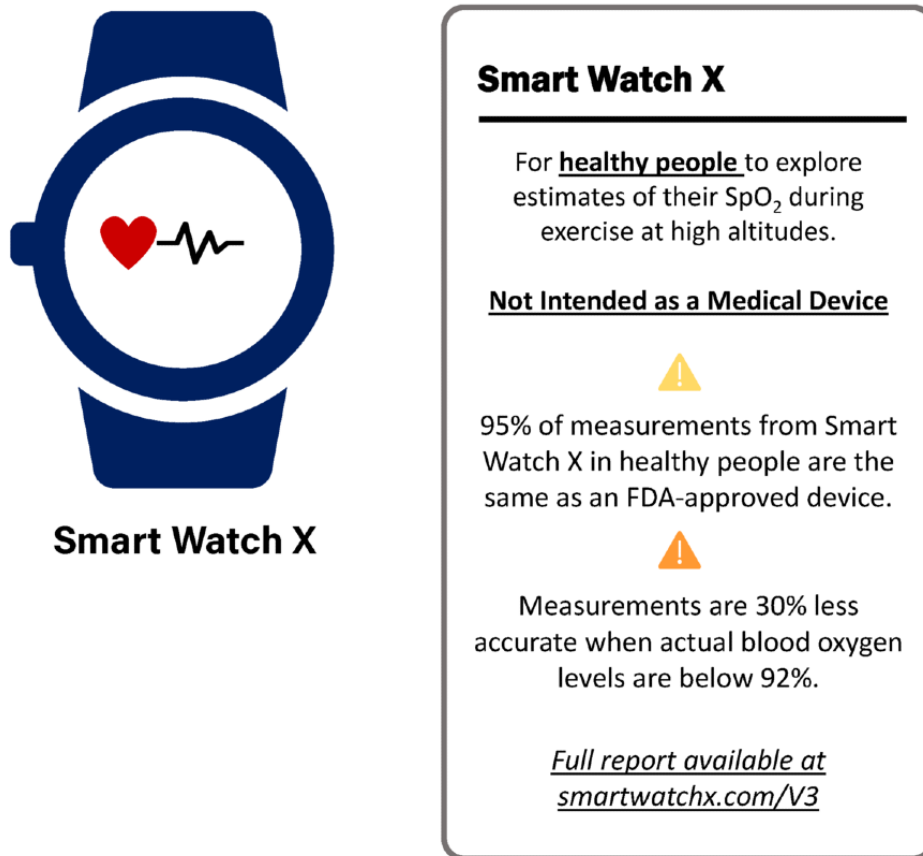 Smart Watch X
Smart Watch X
For healthy people to explore
estimates of their SpO₂ during
exercise at high altitudes.
Not Intended as a Medical Device
95% of measurements from Smart
Watch X in healthy people are the
same as an FDA-approved device.
Measurements are 30% less
accurate when actual blood oxygen
levels are below 92%.
Full report available at
smartwatchx.com/V3